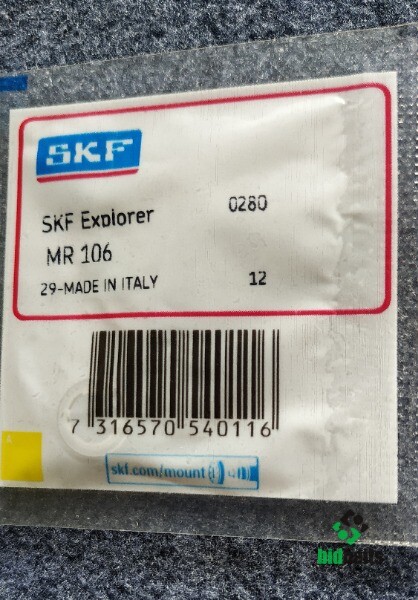 SKF
SKF Explorer
0280
MR 106
29-MADE IN ITALY
12
7 316570 540116
skf.com/mount